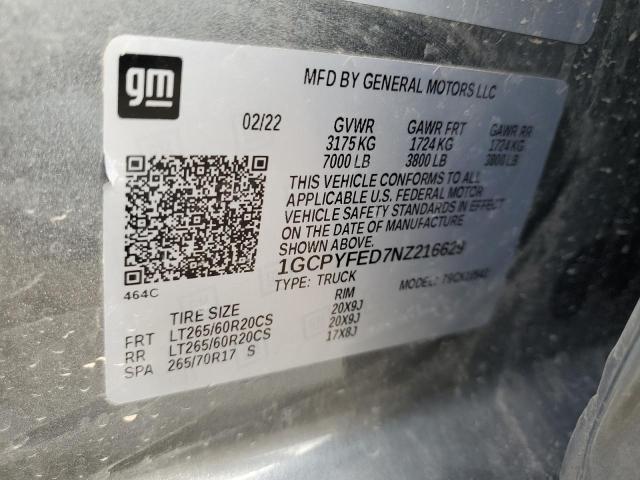 gm
MFD BY GENERAL MOTORS LLC
02/22 GVWR GAWR FRT GAWR RR
3175 KG 1724 KG 1724 KG
7000 LB 3800 LB 3800 LB
THIS VEHICLE CONFORMS TO ALL
APPLICABLE U.S. FEDERAL MOTOR
VEHICLE SAFETY STANDARDS IN EFFECT
ON THE DATE OF MANUFACTURE
SHOWN ABOVE.
1GCPYFED7NZ216629
TYPE: TRUCK MODEL:
464C
TIRE SIZE RIM
FRT LT265/60R20CS 20X9J
RR LT265/60R20CS 20X9J
SPA 265/70R17 S 17X8J